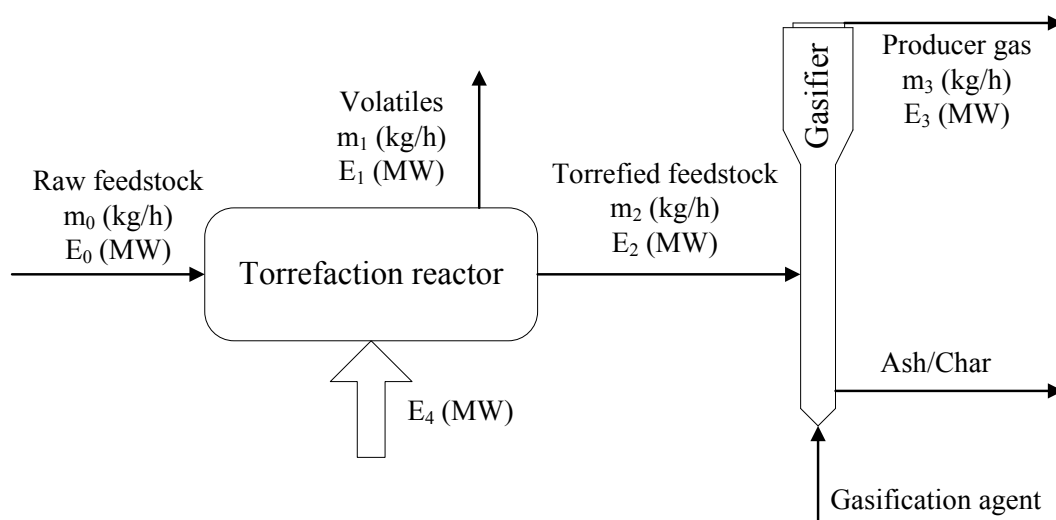 Raw feedstock
m₀ (kg/h)
E₀ (MW)
Volatiles
m₁ (kg/h)
E₁ (MW)
Torrefaction reactor
E₄ (MW)
Torrefied feedstock
m₂ (kg/h)
E₂ (MW)
Gasifier
Producer gas
m₃ (kg/h)
E₃ (MW)
Ash/Char
Gasification agent